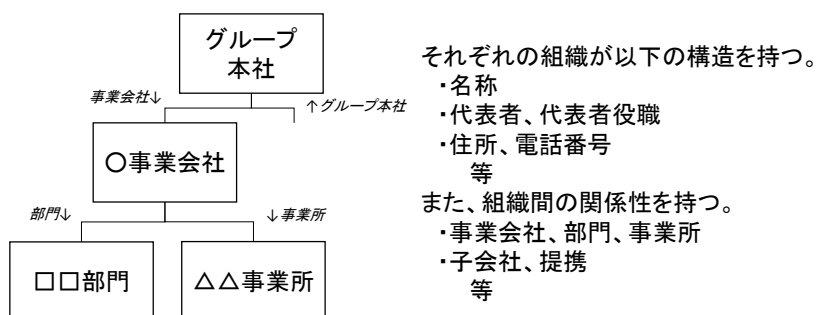 グループ
本社
事業会社↓
↑グループ本社
〇事業会社
部門↓
↓事業所
□□部門
△△事業所
それぞれの組織が以下の構造を持つ。
・名称
・代表者、代表者役職
・住所、電話番号
等
また、組織間の関係性を持つ。
・事業会社、部門、事業所
・子会社、提携
等